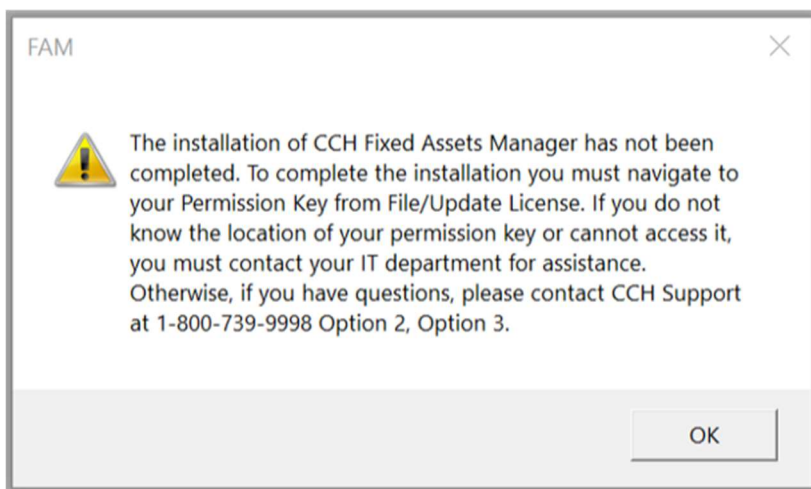 FAM
The installation of CCH Fixed Assets Manager has not been
completed. To complete the installation you must navigate to
your Permission Key from File/Update License. If you do not
know the location of your permission key or cannot access it,
you must contact your IT department for assistance.
Otherwise, if you have questions, please contact CCH Support
at 1-800-739-9998 Option 2, Option 3.
OK